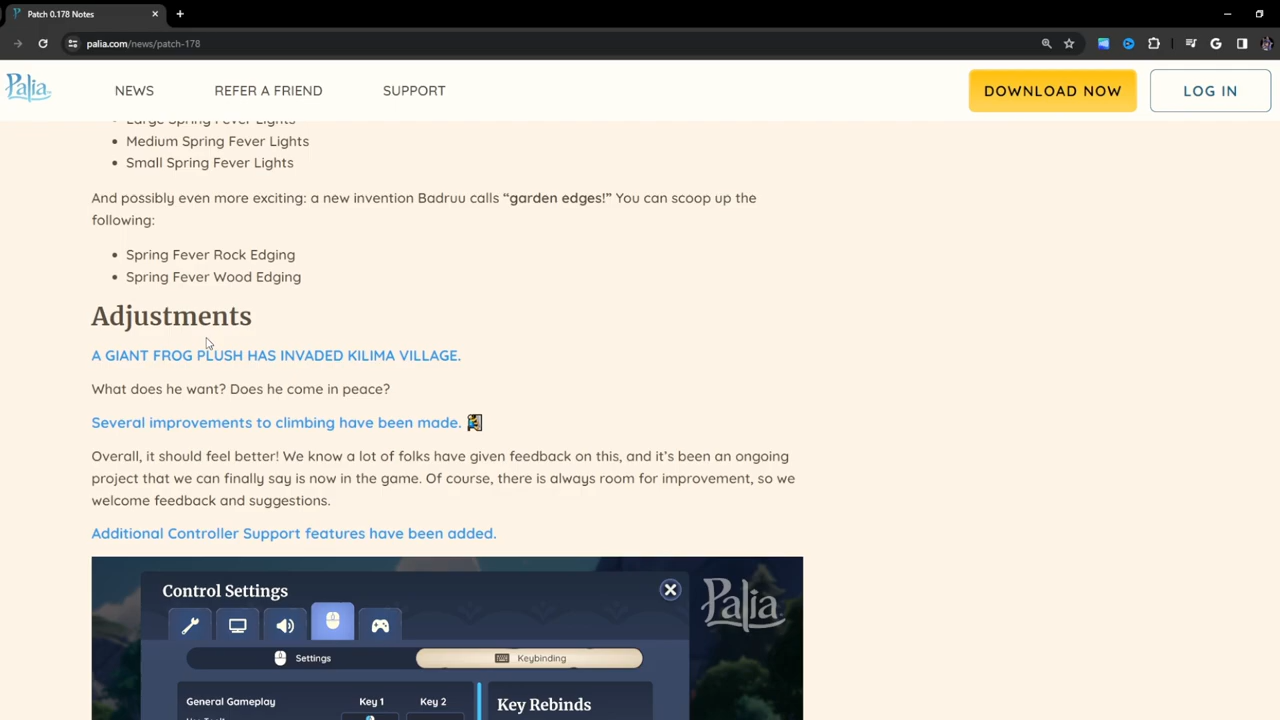 Patch 0.178 Notes
palia.com/news/patch-178
Palia
NEWS
REFER A FRIEND
SUPPORT
DOWNLOAD NOW
LOG IN
Large Spring Fever Lights
Medium Spring Fever Lights
Small Spring Fever Lights
And possibly even more exciting: a new invention Badruu calls “garden edges!” You can scoop up the
following:
Spring Fever Rock Edging
Spring Fever Wood Edging
Adjustments
A GIANT FROG PLUSH HAS INVADED KILIMA VILLAGE.
What does he want? Does he come in peace?
Several improvements to climbing have been made.
Overall, it should feel better! We know a lot of folks have given feedback on this, and it’s been an ongoing
project that we can finally say is now in the game. Of course, there is always room for improvement, so we
welcome feedback and suggestions.
Additional Controller Support features have been added.
Control Settings
Palia
Settings
Keybinding
General Gameplay
Key 1
Key 2
Key Rebinds